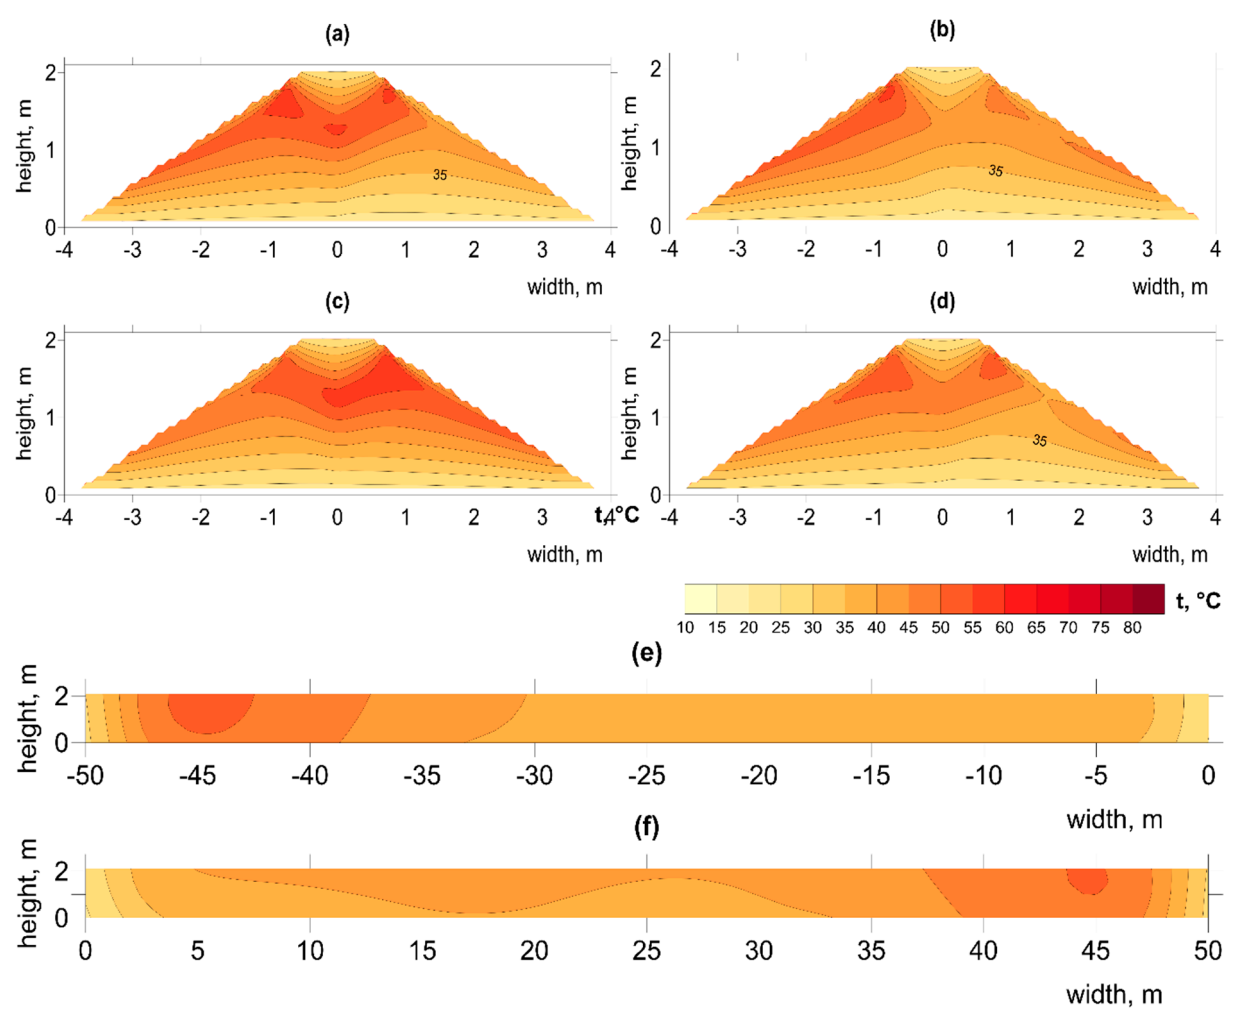 (a)
(b)
height, m
2
1
0
35
-4 -3 -2 -1 0 1 2 3 4
width, m
height, m
2
1
0
35
-4 -3 -2 -1 0 1 2 3 4
width, m
(c)
(d)
height, m
2
1
0
-4 -3 -2 -1 0 1 2 3 4
t,°C
width, m
height, m
2
1
0
35
-4 -3 -2 -1 0 1 2 3 4
width, m
10 15 20 25 30 35 40 45 50 55 60 65 70 75 80
t, °C
(e)
height, m
2
0
-50 -45 -40 -35 -30 -25 -20 -15 -10 -5 0
width, m
(f)
height, m
2
0
0 5 10 15 20 25 30 35 40 45 50
width, m